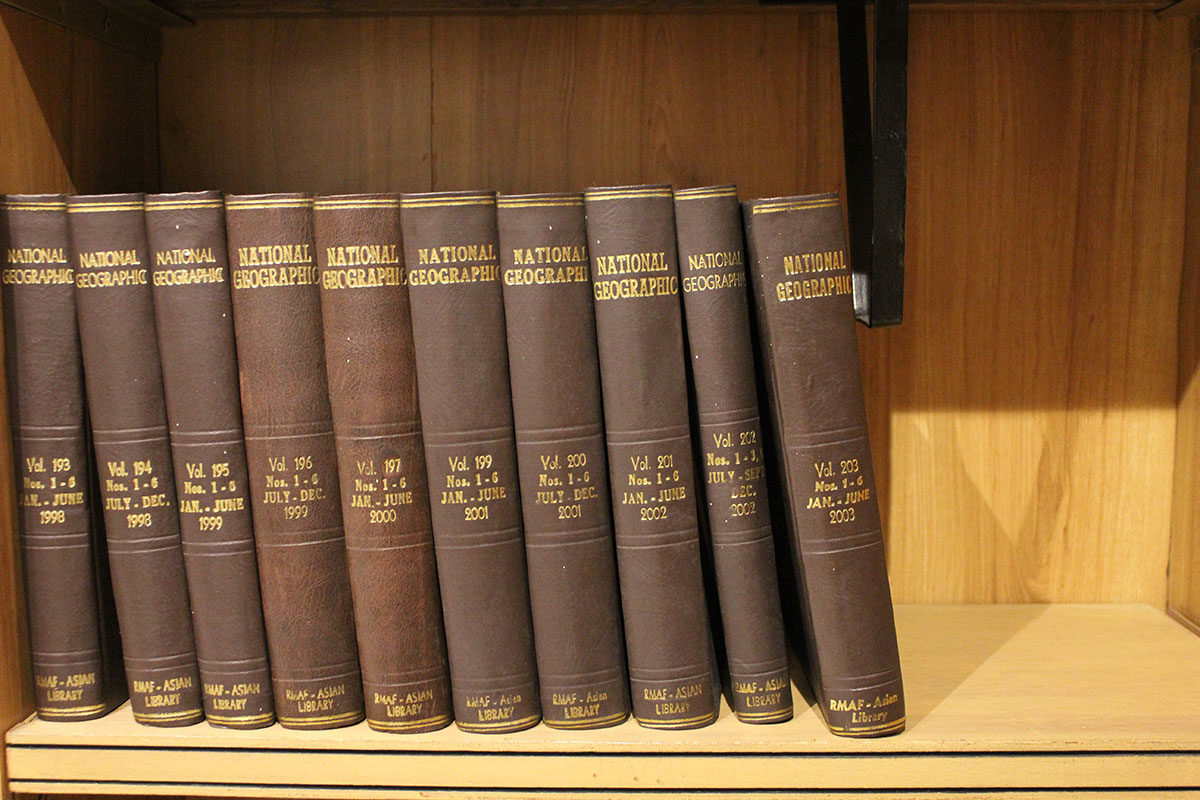 NATIONAL
GEOGRAPHIC
Vol. 193
Nos. 1 - 6
JAN. - JUNE
1998
RMAF - ASIAN
LIBRARY
NATIONAL
GEOGRAPHIC
Vol. 194
Nos. 1 - 6
JULY - DEC.
1998
RMAF - ASIAN
LIBRARY
NATIONAL
GEOGRAPHIC
Vol. 195
Nos. 1 - 6
JAN. - JUNE
1999
RMAF - ASIAN
LIBRARY
NATIONAL
GEOGRAPHIC
Vol. 196
Nos. 1 - 6
JULY - DEC.
1999
RMAF - ASIAN
LIBRARY
NATIONAL
GEOGRAPHIC
Vol. 197
Nos. 1 - 6
JAN. - JUNE
2000
RMAF - ASIAN
LIBRARY
NATIONAL
GEOGRAPHIC
Vol. 199
Nos. 1 - 6
JAN. - JUNE
2001
RMAF - Asian
LIBRARY
NATIONAL
GEOGRAPHIC
Vol. 200
Nos. 1 - 6
JULY - DEC.
2001
RMAF - Asian
LIBRARY
NATIONAL
GEOGRAPHIC
Vol. 201
Nos. 1 - 6
JAN. - JUNE
2002
RMAF - ASIAN
LIBRARY
NATIONAL
GEOGRAPHIC
Vol. 202
Nos. 1 - 3,
JULY - SEPT
DEC.
2002
RMAF - ASIAN
LIBRARY
NATIONAL
GEOGRAPHIC
Vol. 203
Nos. 1 - 6
JAN. - JUNE
2003
RMAF - Asian
Library